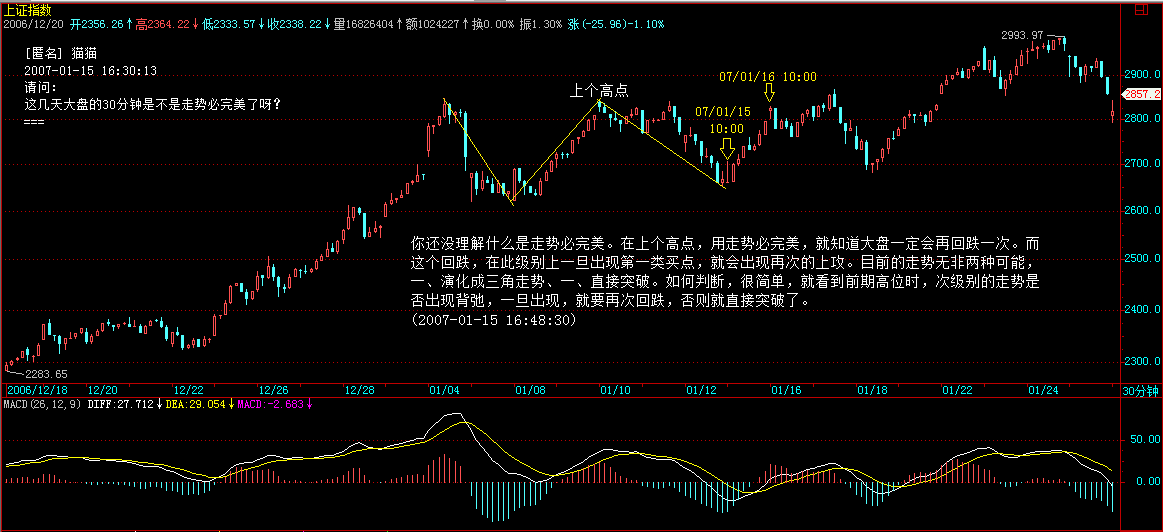 上证指数
2006/12/20 开2356.26↑高2364.22↓低2333.57↓收2338.22↓量16826404↑额1024227↑换0.00% 振1.30% 涨(-25.96)-1.10%
2993.97
[匿名] 猫猫
2007-01-15 16:30:13
请问:
这几天大盘的30分钟是不是走势必完美了呀?
===
上个高点
07/01/16 10:00
07/01/15
10:00
2900.0
2857.2
2800.0
2700.0
2600.0
2500.0
2400.0
2300.0
你还没理解什么是走势必完美。在上个高点，用走势必完美，就知道大盘一定会再回跌一次。而
这个回跌，在此级别上一旦出现第一类买点，就会出现再次的上攻。目前的走势无非两种可能，
一、演化成三角走势、一、直接突破。如何判断，很简单，就看到前期高位时，次级别的走势是
否出现背弛，一旦出现，就要再次回跌，否则就直接突破了。
(2007-01-15 16:48:30)
2283.65
2006/12/18 12/20 12/22 12/26 12/28 01/04 01/08 01/10 01/12 01/16 01/18 01/22 01/24 30分钟
MACD(26,12,9) DIFF:27.712↓DEA:29.054↓MACD:-2.683↓
50.00
0.00